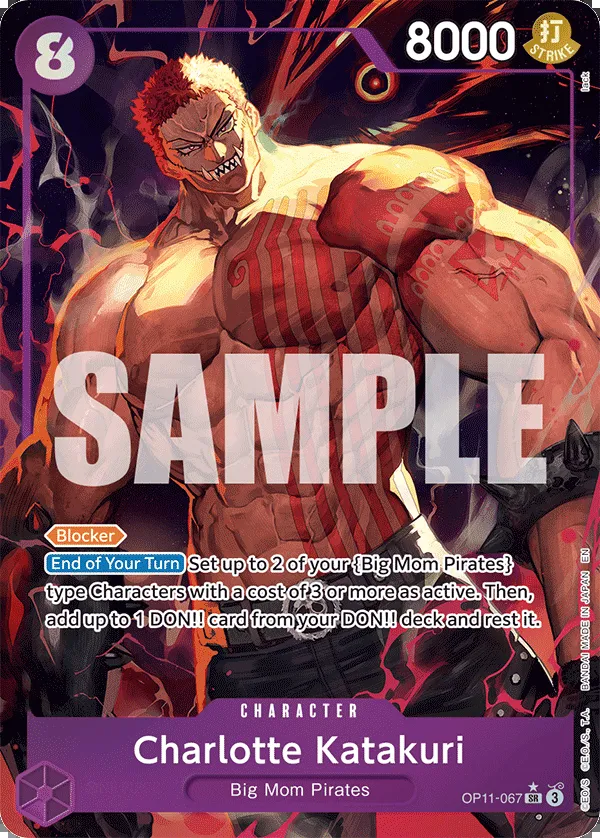 8
8000
打
STRIKE
lack
SAMPLE
Blocker
End of Your Turn Set up to 2 of your {Big Mom Pirates}
type Characters with a cost of 3 or more as active. Then,
add up to 1 DON!! card from your DON!! deck and rest it.
CHARACTER
Charlotte Katakuri
Big Mom Pirates
OP11-067 SR 3
©EO/S ©E.O./S., T.A. BANDAI MADE IN JAPAN EN